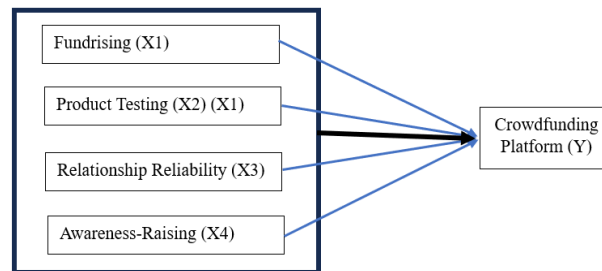 Fundrising (X1)
Product Testing (X2) (X1)
Relationship Reliability (X3)
Awareness-Raising (X4)
Crowdfunding
Platform (Y)